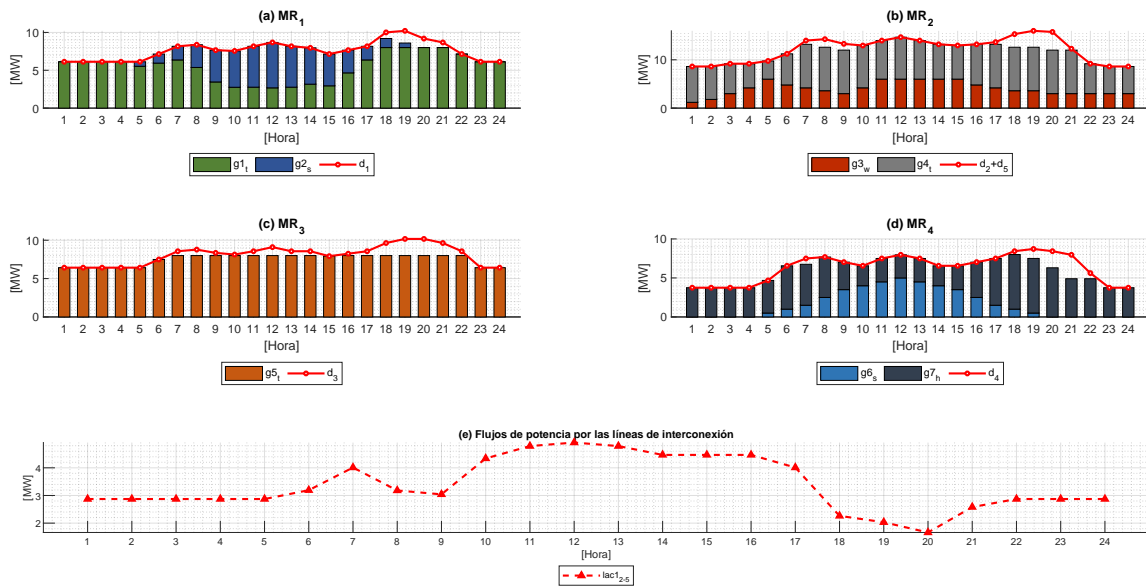 (a) MR₁
[MW]
10
5
0
1 2 3 4 5 6 7 8 9 10 11 12 13 14 15 16 17 18 19 20 21 22 23 24
[Hora]
g1ₜ g2ₛ d₁
(b) MR₂
[MW]
10
0
1 2 3 4 5 6 7 8 9 10 11 12 13 14 15 16 17 18 19 20 21 22 23 24
[Hora]
g3_w g4ₜ d₂+d₅
(c) MR₃
[MW]
10
5
0
1 2 3 4 5 6 7 8 9 10 11 12 13 14 15 16 17 18 19 20 21 22 23 24
[Hora]
g5ₜ d₃
(d) MR₄
[MW]
10
5
0
1 2 3 4 5 6 7 8 9 10 11 12 13 14 15 16 17 18 19 20 21 22 23 24
[Hora]
g6ₛ g7ₕ d₄
(e) Flujos de potencia por las líneas de interconexión
[MW]
4
3
2
1 2 3 4 5 6 7 8 9 10 11 12 13 14 15 16 17 18 19 20 21 22 23 24
[Hora]
lac1₂₋₅